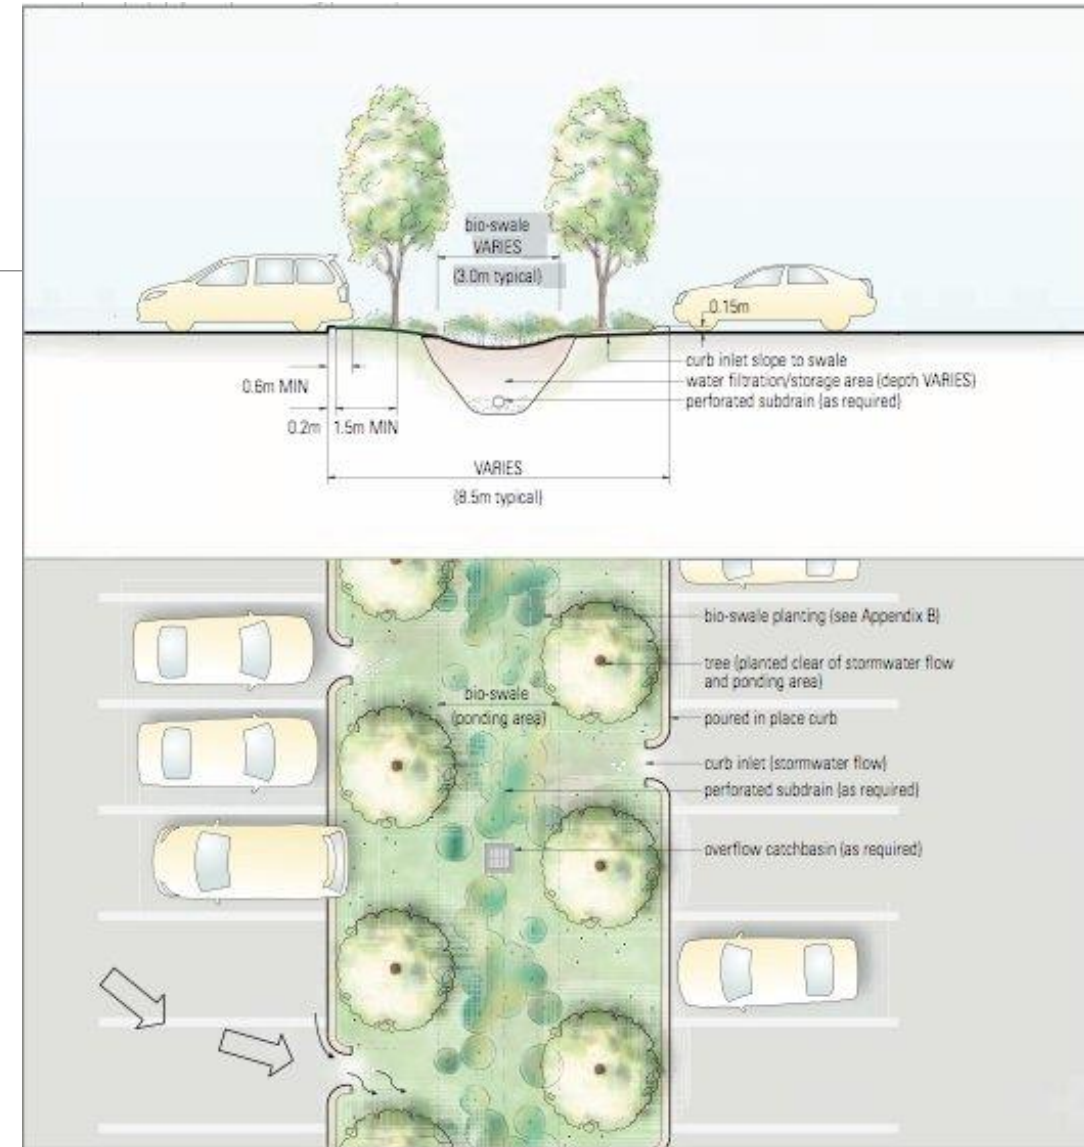 bio-swale
VARIES
(3.0m typical)
0.15m
curb inlet slope to swale
water filtration/storage area (depth VARIES)
perforated subdrain (as required)
0.6m MIN
0.2m 1.5m MIN
VARIES
(8.5m typical)
bio-swale planting (see Appendix B)
tree (planted clear of stormwater flow
and ponding area)
bio-swale
(ponding area)
poured in place curb
curb inlet (stormwater flow)
perforated subdrain (as required)
overflow catchbasin (as required)